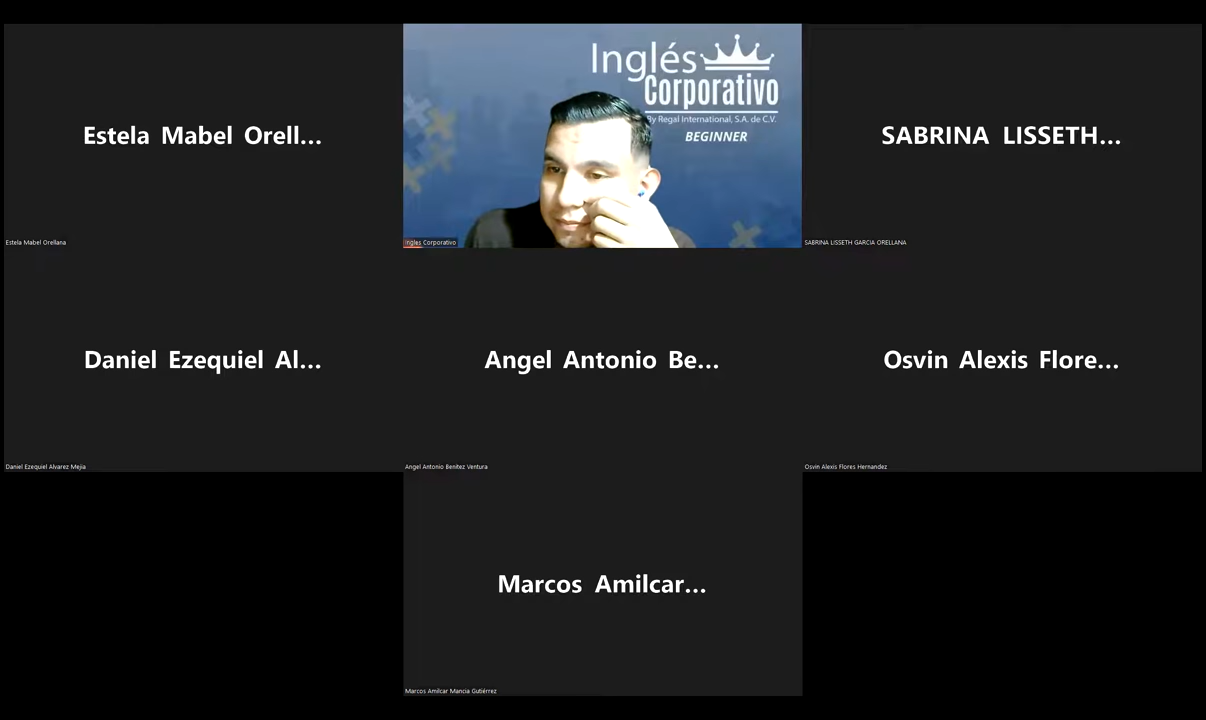 Estela Mabel Orell...
Estela Mabel Orellana
Inglés
Corporativo
By Regal International, S.A. de C.V.
BEGINNER
Ingles Corporativo
SABRINA LISSETH...
SABRINA LISSETH GARCIA ORELLANA
Daniel Ezequiel Al...
Daniel Ezequiel Alvarez Mejia
Angel Antonio Be...
Angel Antonio Benitez Ventura
Osvin Alexis Flore...
Osvin Alexis Flores Hernandez
Marcos Amilcar...
Marcos Amilcar Mancia Gutiérrez